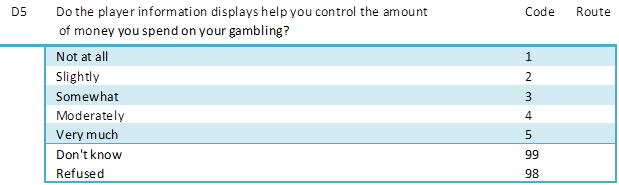 D5 Do the player information displays help you control the amount Code Route
of money you spend on your gambling?
Not at all 1
Slightly 2
Somewhat 3
Moderately 4
Very much 5
Don't know 99
Refused 98